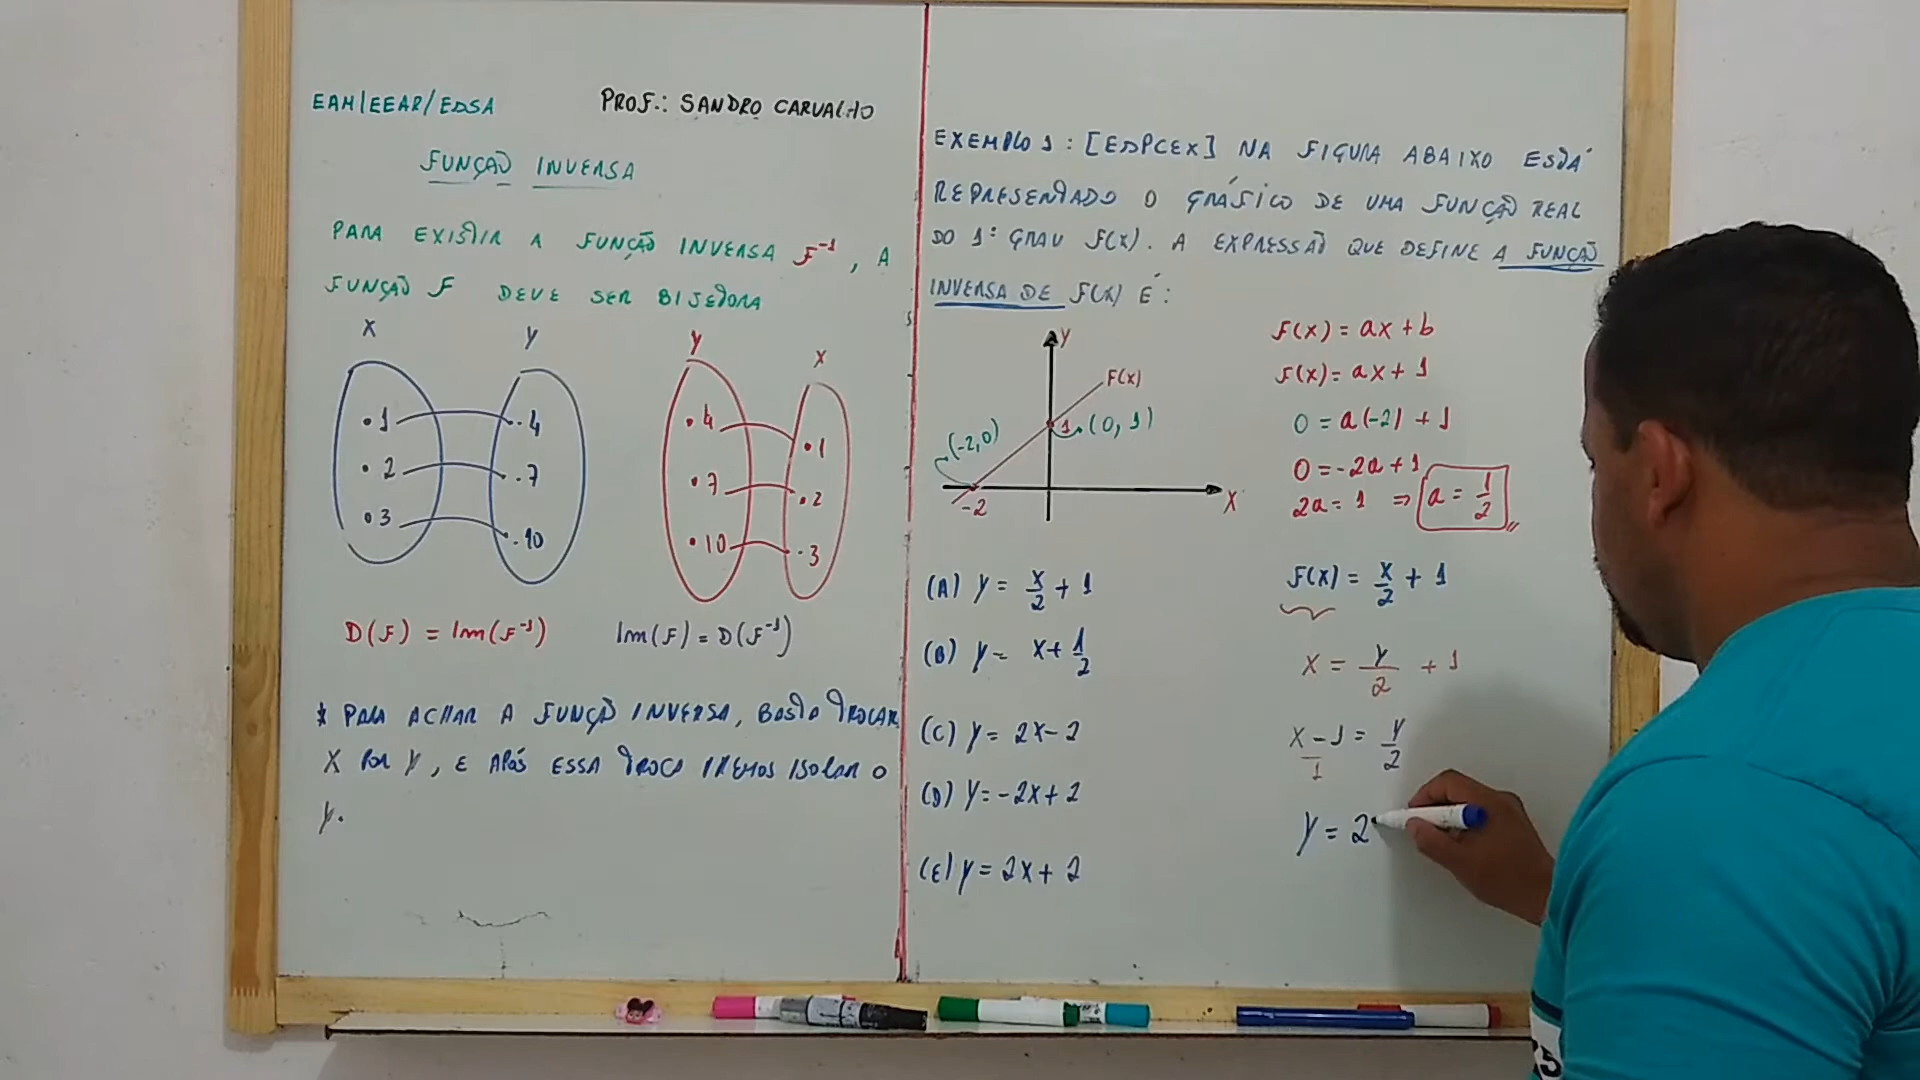 EAM/EEAR/ESSA
PROF.: SANDRO CARVALHO
FUNÇÃO INVERSA
PARA EXISTIR A FUNÇÃO INVERSA F⁻¹, A
FUNÇÃO F DEVE SER BIJETORA
X
Y
Y
X
1
2
3
4
7
10
4
7
10
1
2
3
D(F) = Im(F⁻¹)
Im(F) = D(F⁻¹)
* PARA ACHAR A FUNÇÃO INVERSA, BASTA TROCAR
X POR Y, E APÓS ESSA TROCA IREMOS ISOLAR O
Y.
EXEMPLO 1: [ESPCEX] NA FIGURA ABAIXO ESTÁ
REPRESENTADO O GRÁFICO DE UMA FUNÇÃO REAL
DO 1º GRAU F(X). A EXPRESSÃO QUE DEFINE A FUNÇÃO
INVERSA DE F(X) É:
Y
F(X)
1
(0, 1)
(-2,0)
-2
X
(A) Y = X/2 + 1
(B) Y = X + 1/2
(C) Y = 2X - 2
(D) Y = -2X + 2
(E) Y = 2X + 2
F(X) = aX + b
F(X) = aX + 1
0 = a(-2) + 1
0 = -2a + 1
2a = 1 ⇒ a = 1/2
F(X) = X/2 + 1
X = Y/2 + 1
(X - 1)/1 = Y/2
Y = 2